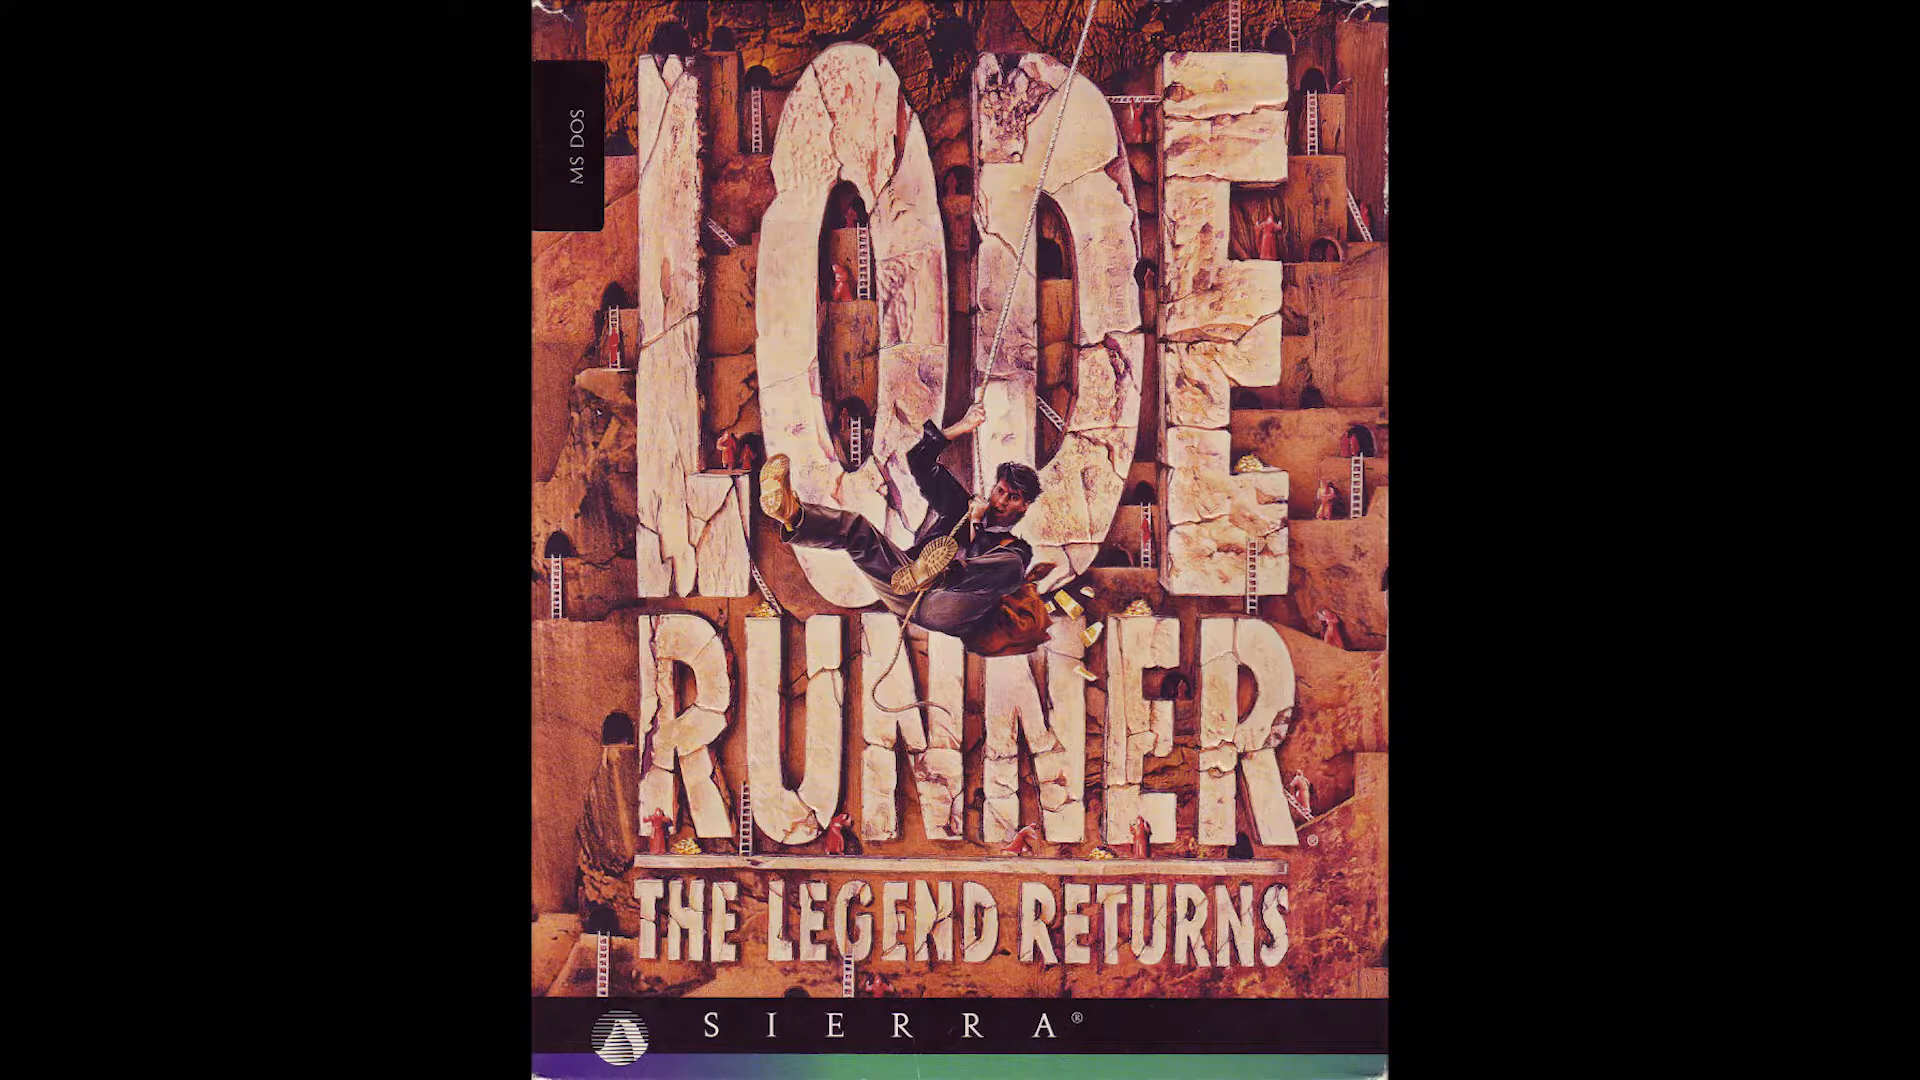 MS DOS
LODE
RUNNER®
THE LEGEND RETURNS
SIERRA®